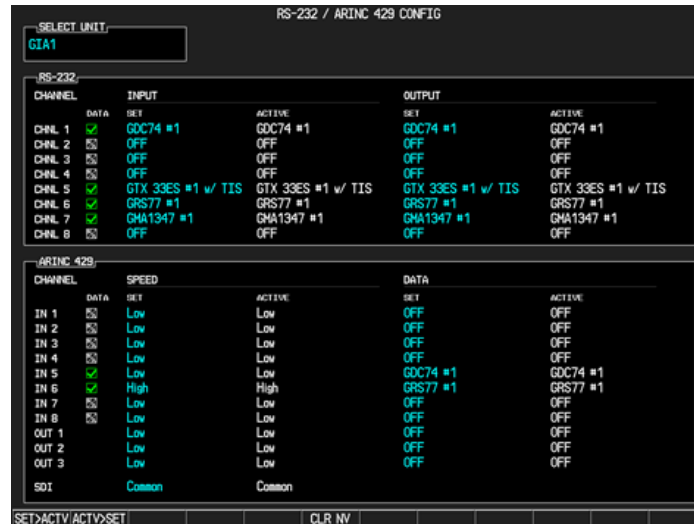 RS-232 / ARINC 429 CONFIG
SELECT UNIT
GIA1
RS-232
CHANNEL INPUT OUTPUT
DATA SET ACTIVE SET ACTIVE
CHNL 1 GDC74 #1 GDC74 #1 GDC74 #1 GDC74 #1
CHNL 2 OFF OFF OFF OFF
CHNL 3 OFF OFF OFF OFF
CHNL 4 OFF OFF OFF OFF
CHNL 5 GTX 33ES #1 w/ TIS GTX 33ES #1 w/ TIS GTX 33ES #1 w/ TIS GTX 33ES #1 w/ TIS
CHNL 6 GRS77 #1 GRS77 #1 GRS77 #1 GRS77 #1
CHNL 7 GMA1347 #1 GMA1347 #1 GMA1347 #1 GMA1347 #1
CHNL 8 OFF OFF OFF OFF
ARINC 429
CHANNEL SPEED DATA
DATA SET ACTIVE SET ACTIVE
IN 1 Low Low OFF OFF
IN 2 Low Low OFF OFF
IN 3 Low Low OFF OFF
IN 4 Low Low OFF OFF
IN 5 Low Low GDC74 #1 GDC74 #1
IN 6 High High GRS77 #1 GRS77 #1
IN 7 Low Low OFF OFF
IN 8 Low Low OFF OFF
OUT 1 Low Low OFF OFF
OUT 2 Low Low OFF OFF
OUT 3 Low Low OFF OFF
SDI Common Common
SET>ACTV ACTV>SET CLR NV